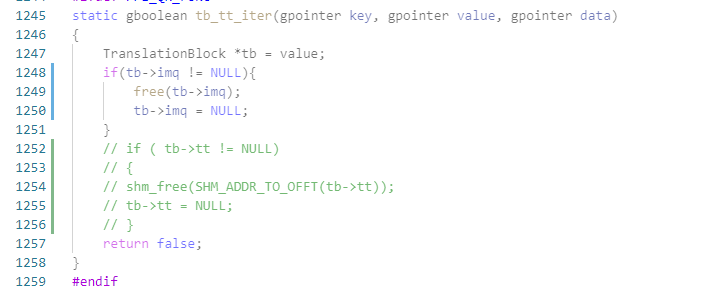 1245 static gboolean tb_tt_iter(gpointer key, gpointer value, gpointer data)
1246 {
1247     TranslationBlock *tb = value;
1248     if(tb->imq != NULL){
1249         free(tb->imq);
1250         tb->imq = NULL;
1251     }
1252     // if ( tb->tt != NULL)
1253     // {
1254     // shm_free(SHM_ADDR_TO_OFFT(tb->tt));
1255     // tb->tt = NULL;
1256     // }
1257     return false;
1258 }
1259 #endif